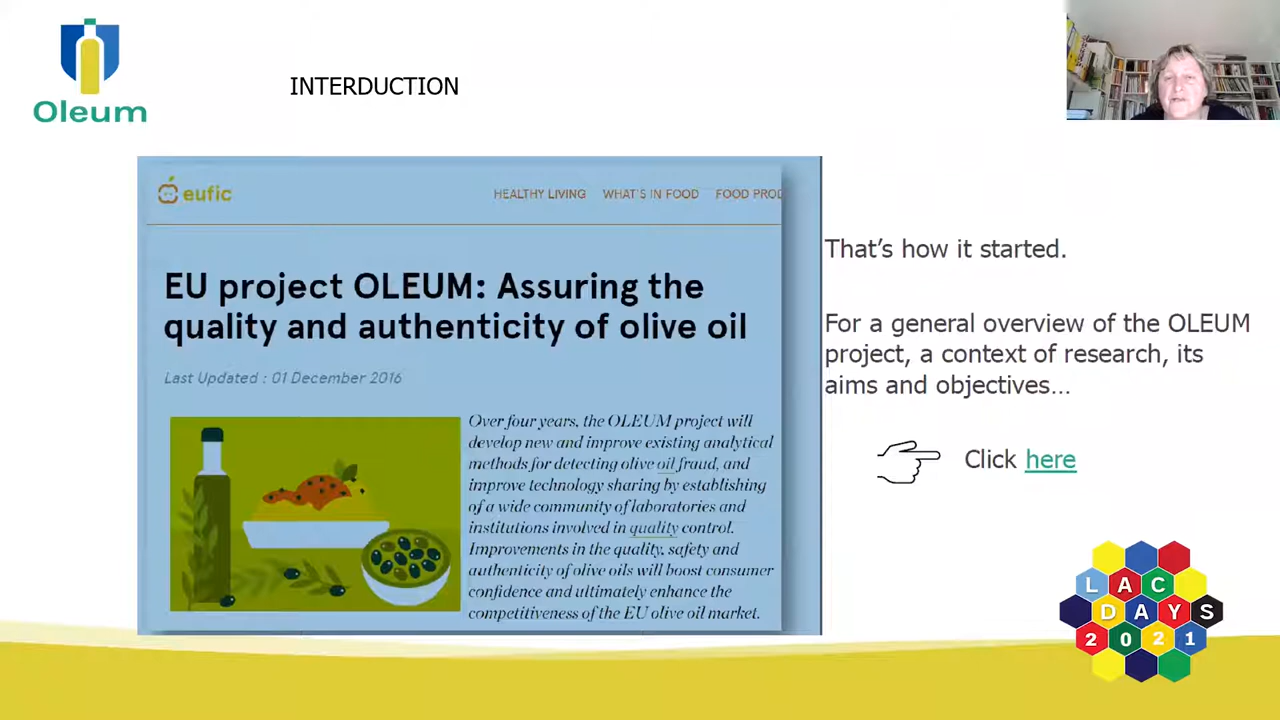 Oleum
INTERDUCTION
eufic
HEALTHY LIVING WHAT'S IN FOOD FOOD PROD
EU project OLEUM: Assuring the
quality and authenticity of olive oil
Last Updated : 01 December 2016
Over four years, the OLEUM project will
develop new and improve existing analytical
methods for detecting olive oil fraud, and
improve technology sharing by establishing
of a wide community of laboratories and
institutions involved in quality control.
Improvements in the quality, safety and
authenticity of olive oils will boost consumer
confidence and ultimately enhance the
competitiveness of the EU olive oil market.
That's how it started.
For a general overview of the OLEUM
project, a context of research, its
aims and objectives...
Click here
LAC
DAYS
2021